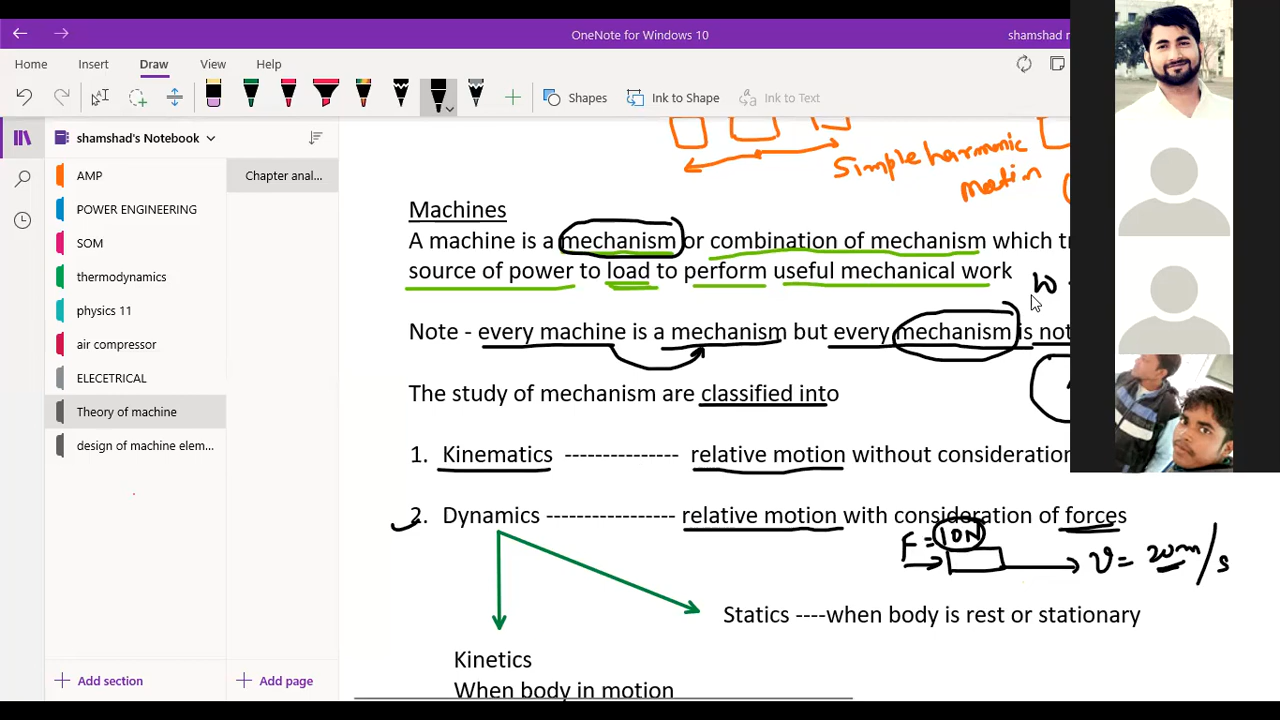 OneNote for Windows 10
shamshad r
Home
Insert
Draw
View
Help
Shapes
Ink to Shape
Ink to Text
shamshad's Notebook
AMP
POWER ENGINEERING
SOM
thermodynamics
physics 11
air compressor
ELECETRICAL
Theory of machine
design of machine elem...
Add section
Chapter anal...
Add page
Simple harmonic
motion
Machines
A machine is a mechanism or combination of mechanism which tr
source of power to load to perform useful mechanical work
W
Note - every machine is a mechanism but every mechanism is not
The study of mechanism are classified into
1. Kinematics --------------- relative motion without consideration
2. Dynamics ----------------- relative motion with consideration of forces
F = 10N
V = 20m/s
Statics ----when body is rest or stationary
Kinetics
When body in motion